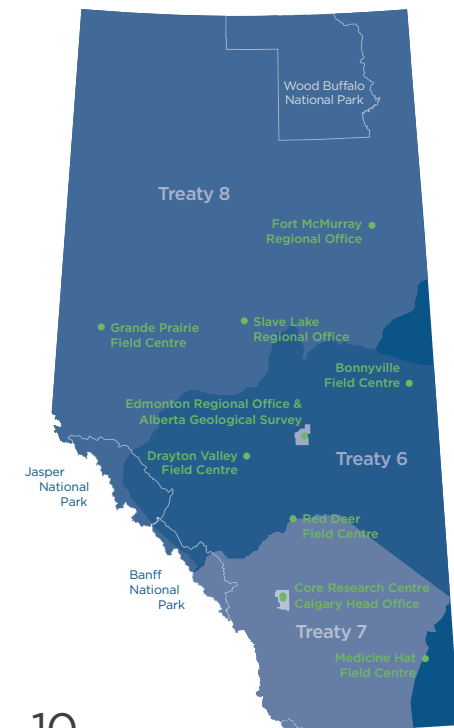 Wood Buffalo
National Park
Treaty 8
Fort McMurray
Regional Office
Grande Prairie
Field Centre
Slave Lake
Regional Office
Bonnyville
Field Centre
Edmonton Regional Office &
Alberta Geological Survey
Drayton Valley
Field Centre
Treaty 6
Jasper
National
Park
Red Deer
Field Centre
Banff
National
Park
Core Research Centre
Calgary Head Office
Treaty 7
Medicine Hat
Field Centre
10